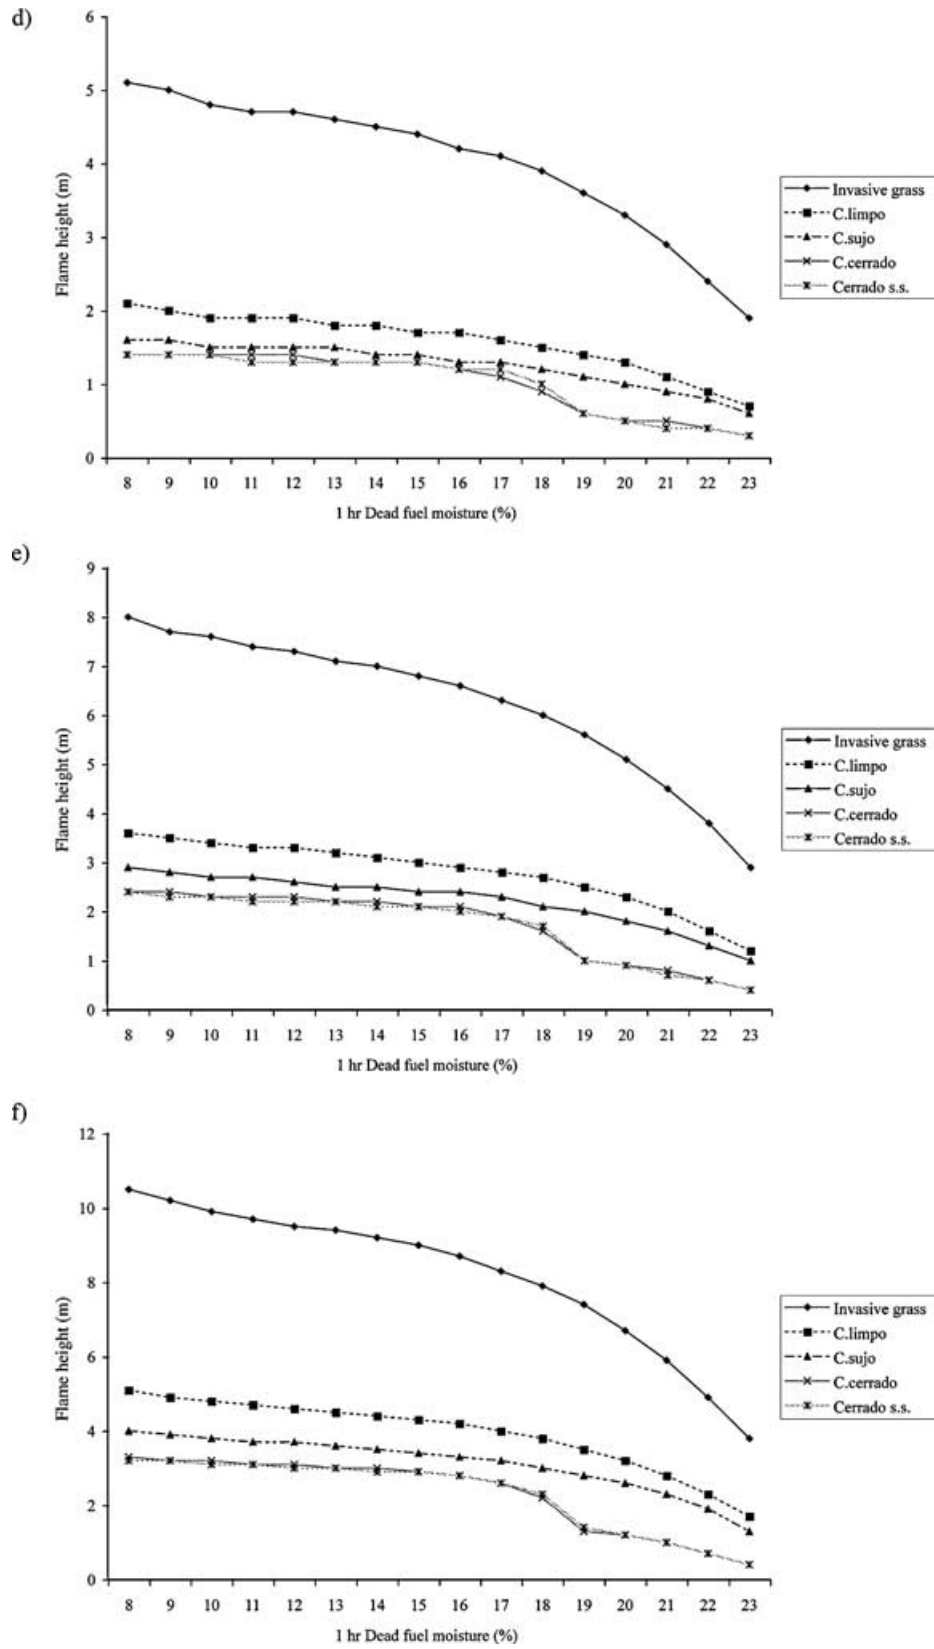 d)
6
5
4
3
2
1
0
Flame height (m)
8 9 10 11 12 13 14 15 16 17 18 19 20 21 22 23
1 hr Dead fuel moisture (%)
Invasive grass
C.limpo
C.sujo
C.cerrado
Cerrado s.s.
e)
9
8
7
6
5
4
3
2
1
0
Flame height (m)
8 9 10 11 12 13 14 15 16 17 18 19 20 21 22 23
1 hr Dead fuel moisture (%)
Invasive grass
C.limpo
C.sujo
C.cerrado
Cerrado s.s.
f)
12
10
8
6
4
2
0
Flame height (m)
8 9 10 11 12 13 14 15 16 17 18 19 20 21 22 23
1 hr Dead fuel moisture (%)
Invasive grass
C.limpo
C.sujo
C.cerrado
Cerrado s.s.